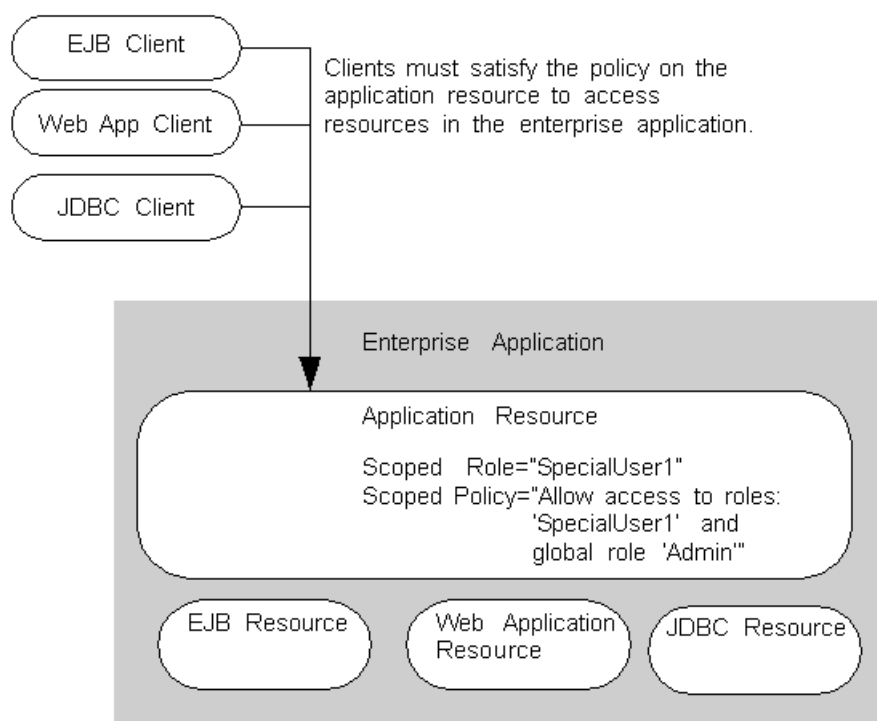 EJB Client
Web App Client
JDBC Client
Clients must satisfy the policy on the
application resource to access
resources in the enterprise application.
Enterprise Application
Application Resource
Scoped Role="SpecialUser1"
Scoped Policy="Allow access to roles:
'SpecialUser1' and
global role 'Admin'"
EJB Resource
Web Application
Resource
JDBC Resource